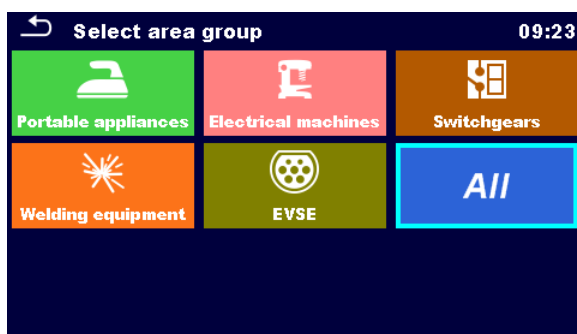 Select area group
09:23
Portable appliances
Electrical machines
Switchgears
Welding equipment
EVSE
All